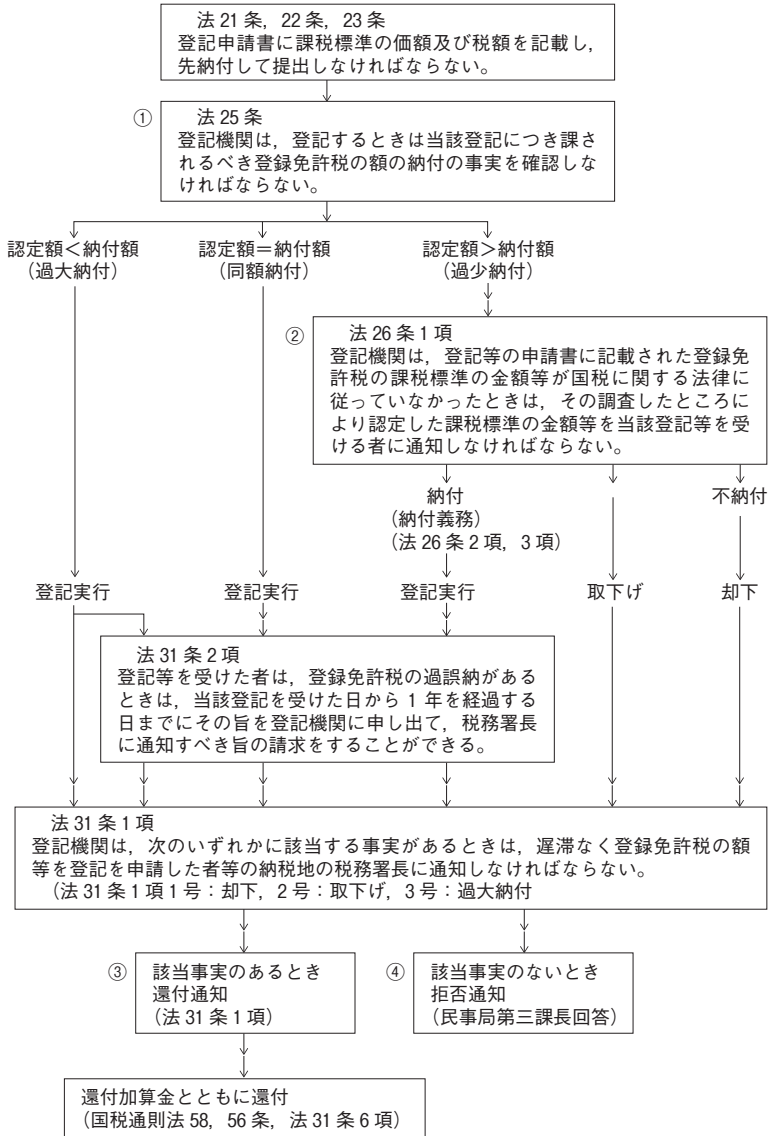 法 21 条，22 条，23 条
登記申請書に課税標準の価額及び税額を記載し，
先納付して提出しなければならない。
①
法 25 条
登記機関は，登記するときは当該登記につき課さ
れるべき登録免許税の額の納付の事実を確認しな
ければならない。
認定額＜納付額
（過大納付）
認定額＝納付額
（同額納付）
認定額＞納付額
（過少納付）
②
法 26 条 1 項
登記機関は，登記等の申請書に記載された登録免
許税の課税標準の金額等が国税に関する法律に
従っていなかったときは，その調査したところに
より認定した課税標準の金額等を当該登記等を受
ける者に通知しなければならない。
納付
（納付義務）
（法 26 条 2 項，3 項）
不納付
登記実行
登記実行
登記実行
取下げ
却下
法 31 条 2 項
登記等を受けた者は，登録免許税の過誤納がある
ときは，当該登記を受けた日から 1 年を経過する
日までにその旨を登記機関に申し出て，税務署長
に通知すべき旨の請求をすることができる。
法 31 条 1 項
登記機関は，次のいずれかに該当する事実があるときは，遅滞なく登録免許税の額
等を登記を申請した者等の納税地の税務署長に通知しなければならない。
（法 31 条 1 項 1 号：却下，2 号：取下げ，3 号：過大納付
③
該当事実のあるとき
還付通知
（法 31 条 1 項）
④
該当事実のないとき
拒否通知
（民事局第三課長回答）
還付加算金とともに還付
（国税通則法 58，56 条，法 31 条 6 項）